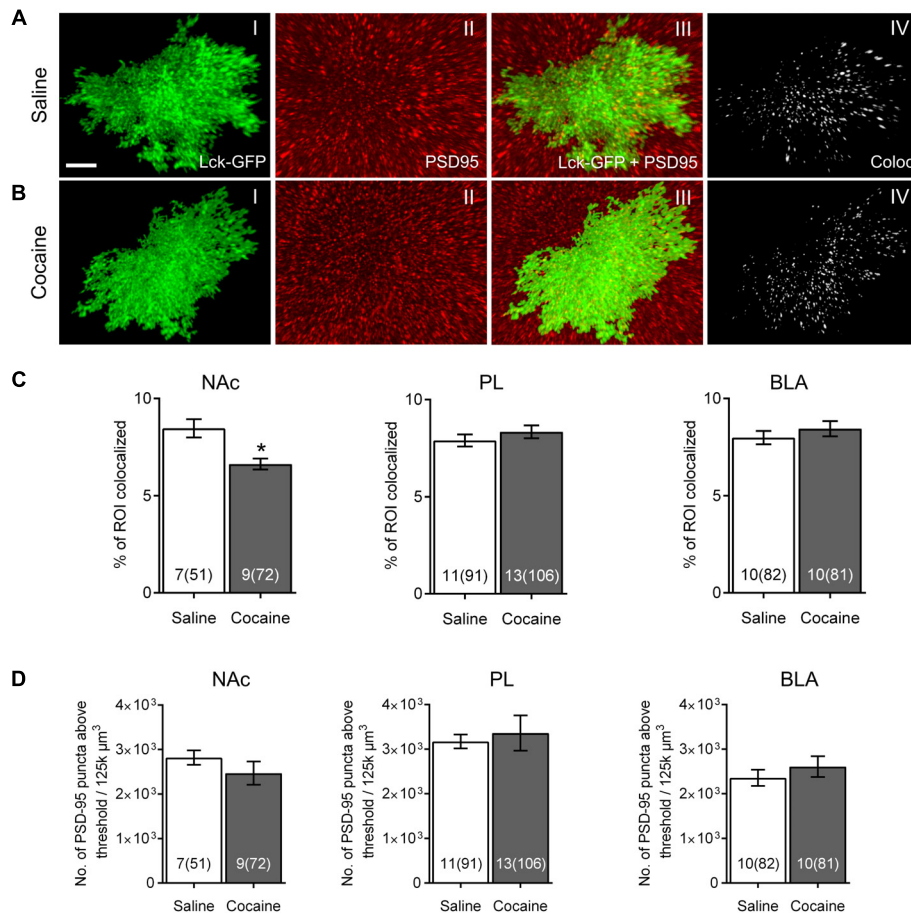 A
Saline
I
Lck-GFP
II
PSD95
III
Lck-GFP + PSD95
IV
Coloc
B
Cocaine
I
II
III
IV
C
NAc
% of ROI colocalized
10
5
0
*
7(51)
9(72)
Saline
Cocaine
PL
% of ROI colocalized
10
5
0
11(91)
13(106)
Saline
Cocaine
BLA
% of ROI colocalized
10
5
0
10(82)
10(81)
Saline
Cocaine
D
NAc
No. of PSD-95 puncta above
threshold / 125k µm³
4×10³
3×10³
2×10³
1×10³
0
7(51)
9(72)
Saline
Cocaine
PL
No. of PSD-95 puncta above
threshold / 125k µm³
4×10³
3×10³
2×10³
1×10³
0
11(91)
13(106)
Saline
Cocaine
BLA
No. of PSD-95 puncta above
threshold / 125k µm³
4×10³
3×10³
2×10³
1×10³
0
10(82)
10(81)
Saline
Cocaine